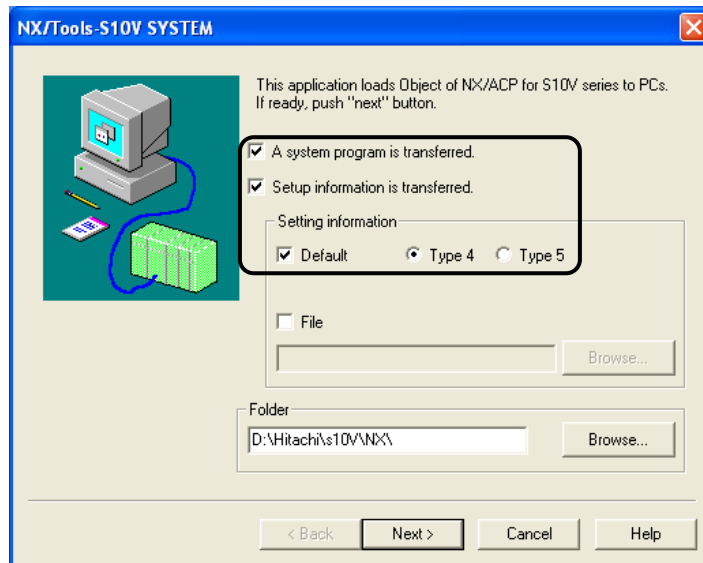 NX/Tools-S10V SYSTEM
This application loads Object of NX/ACP for S10V series to PCs.
If ready, push "next" button.
A system program is transferred.
Setup information is transferred.
Setting information
Default Type 4 Type 5
File
Browse...
Folder
D:\Hitachi\s10V\NX\ Browse...
< Back Next > Cancel Help